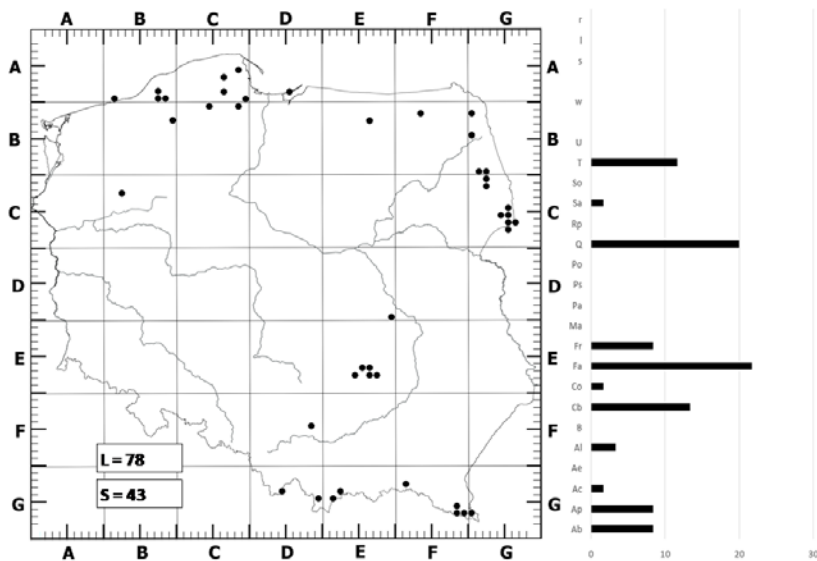 A B C D E F G
A
B
C
D
E
F
G
A
B
C
D
E
F
G
L = 78
S = 43
A B C D E F G
r
l
s
w
U
T
So
Sa
Rp
Q
Po
Ps
Pa
Ma
Fr
Fa
Co
Cb
B
Al
Ae
Ac
Ap
Ab
0 10 20 30